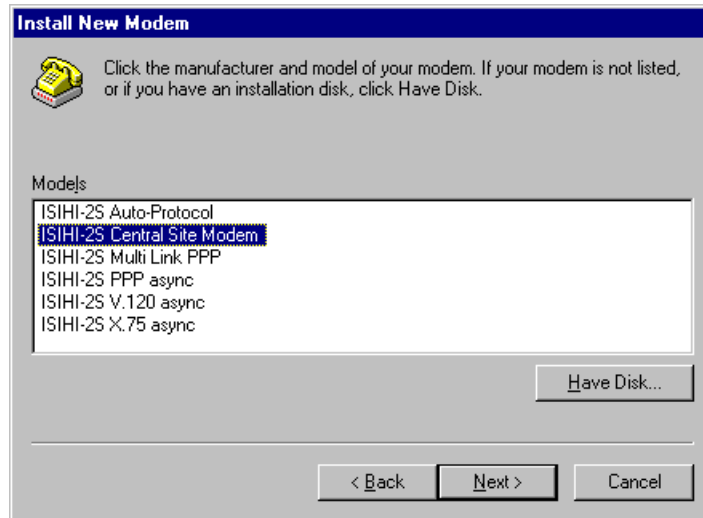 Install New Modem
Click the manufacturer and model of your modem. If your modem is not listed,
or if you have an installation disk, click Have Disk.
Models
ISIHI-2S Auto-Protocol
ISIHI-2S Central Site Modem
ISIHI-2S Multi Link PPP
ISIHI-2S PPP async
ISIHI-2S V.120 async
ISIHI-2S X.75 async
Have Disk...
< Back Next > Cancel